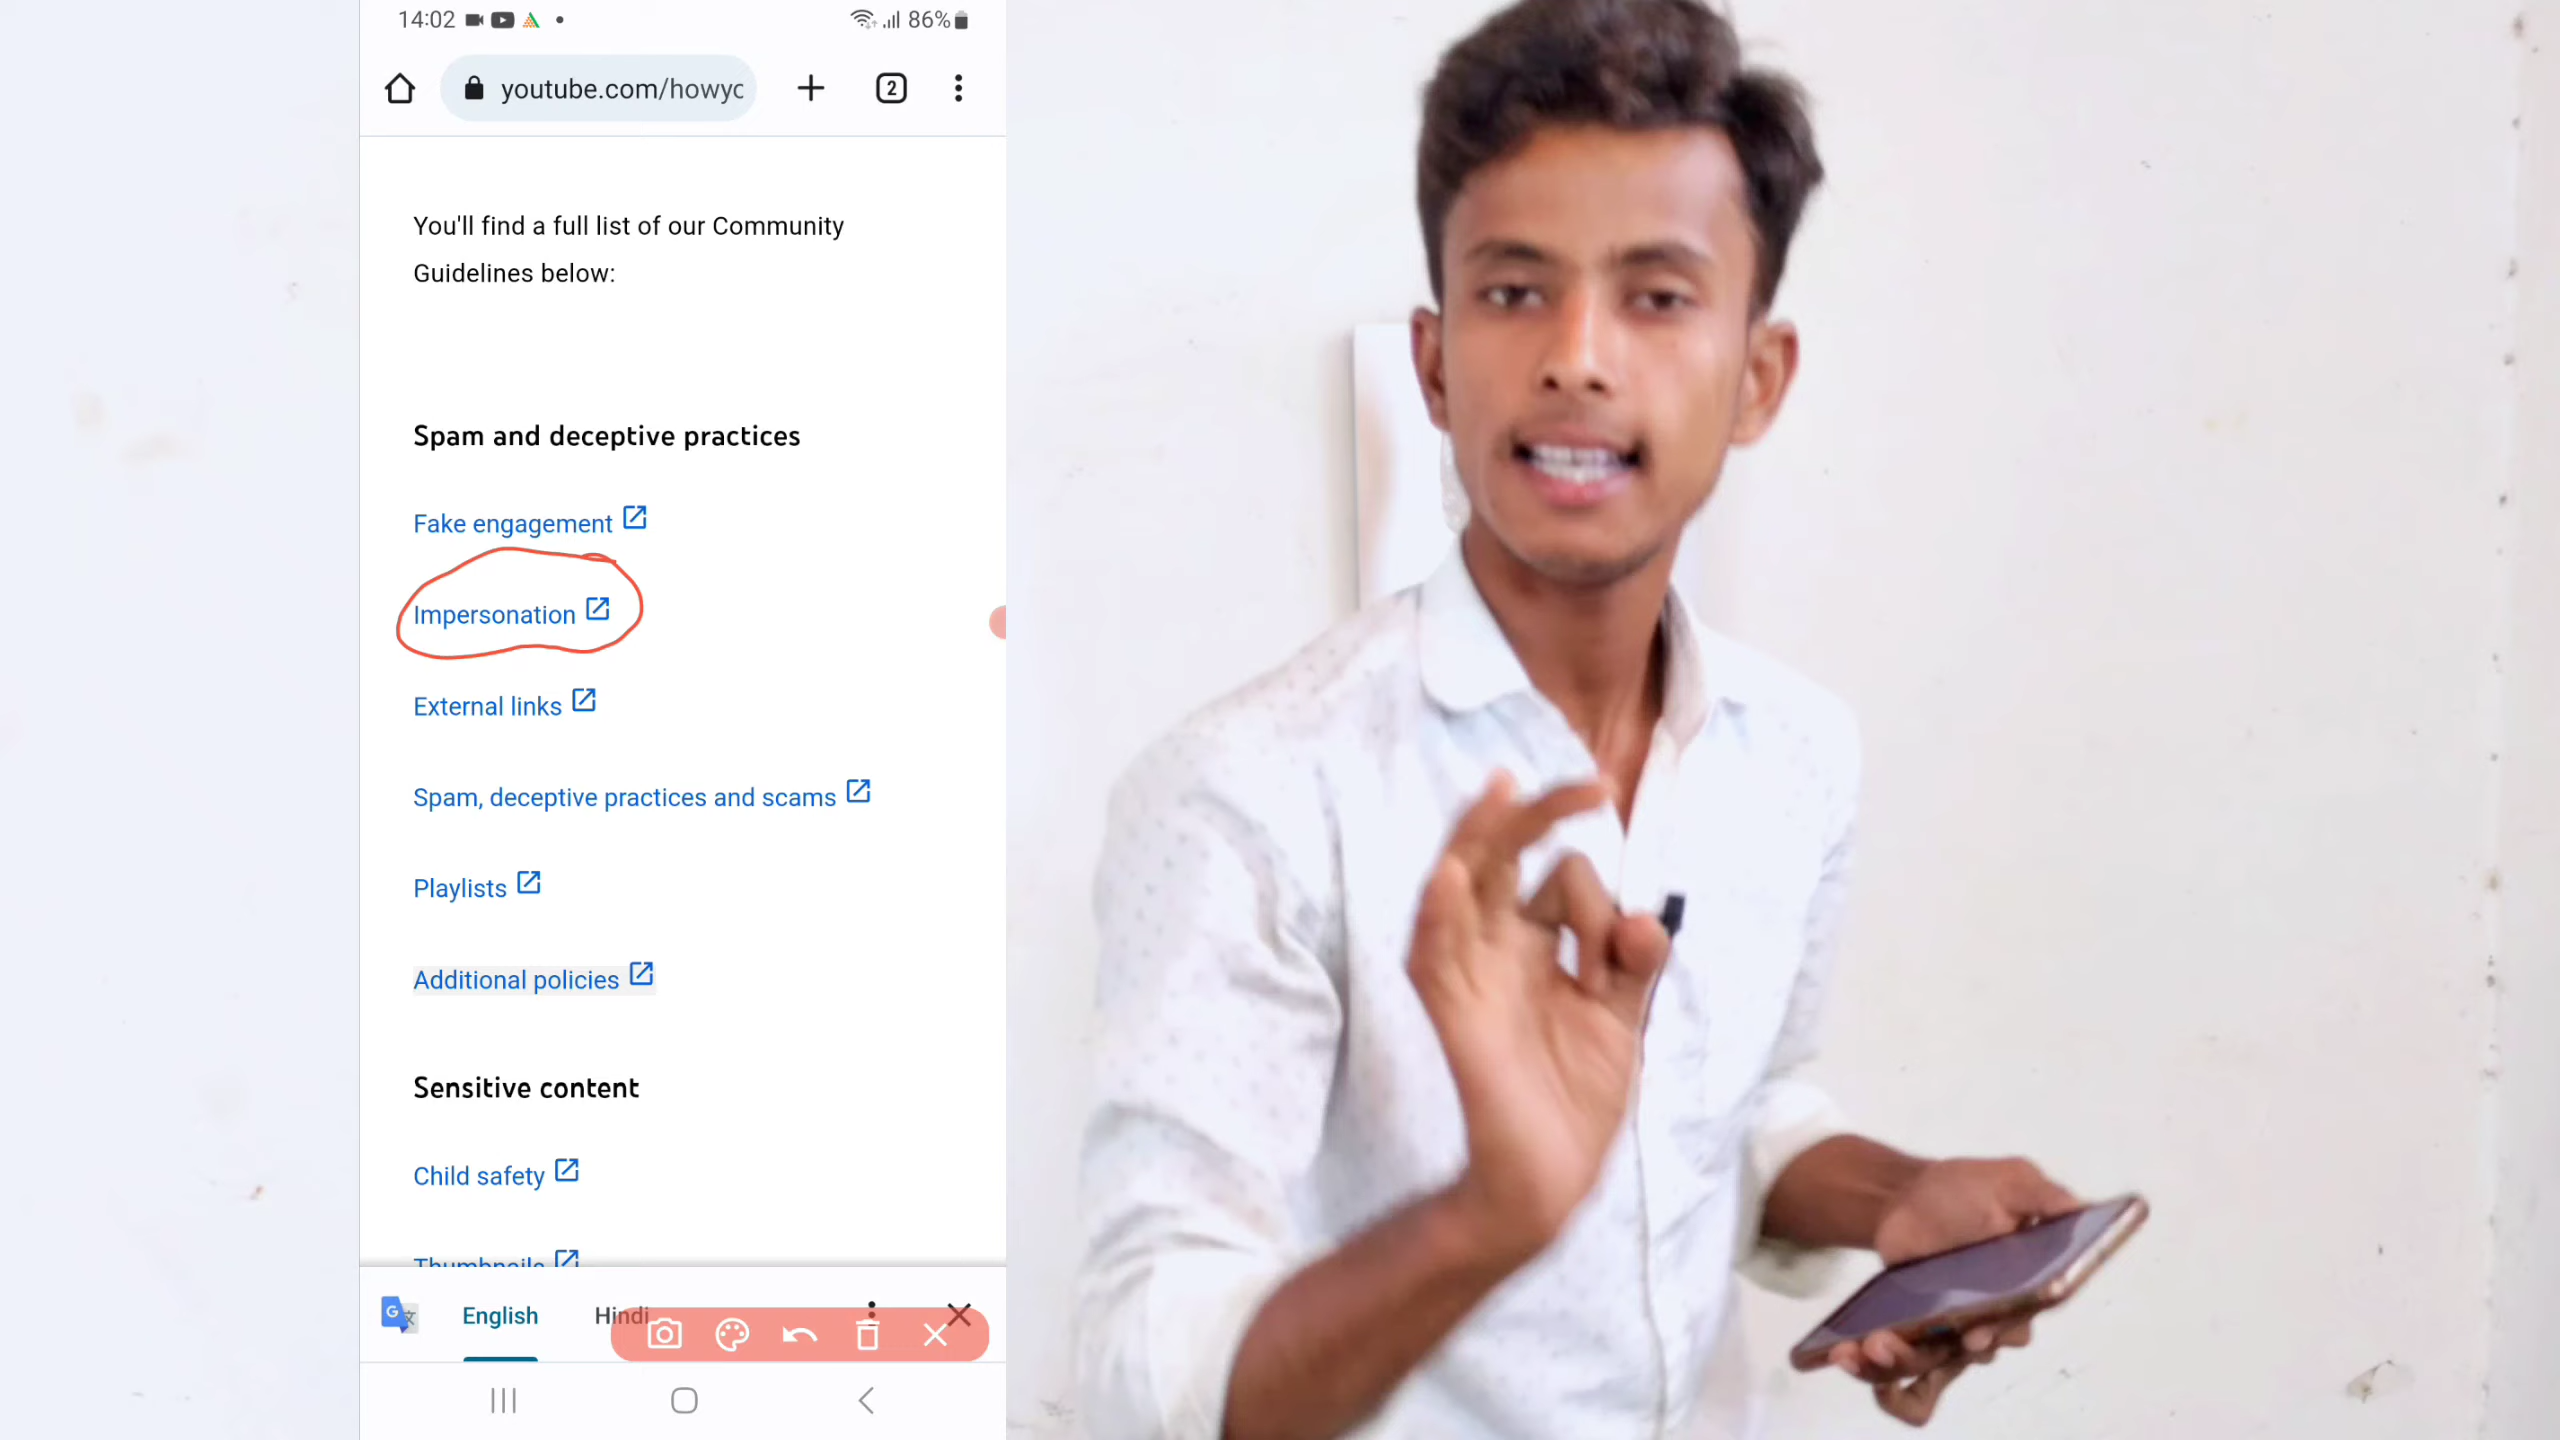 14:02
86%
youtube.com/howyc
2
You'll find a full list of our Community
Guidelines below:
Spam and deceptive practices
Fake engagement
Impersonation
External links
Spam, deceptive practices and scams
Playlists
Additional policies
Sensitive content
Child safety
Thumbnails
English
Hindi